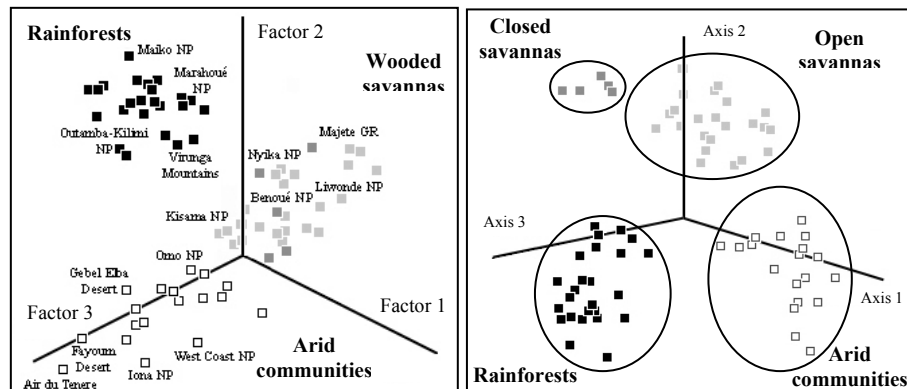 Rainforests
Maiko NP
Marahoué
NP
Outamba-Kilimi
NP
Virunga
Mountains
Factor 2
Wooded
savannas
Majete GR
Nyika NP
Liwonde NP
Benoué NP
Kisama NP
Omo NP
Gebel Elba
Desert
Factor 3
Factor 1
Fayoum
Desert
West Coast NP
Iona NP
Air du Tenere
Arid
communities
Closed
savannas
Axis 2
Open
savannas
Axis 3
Axis 1
Rainforests
Arid
communities